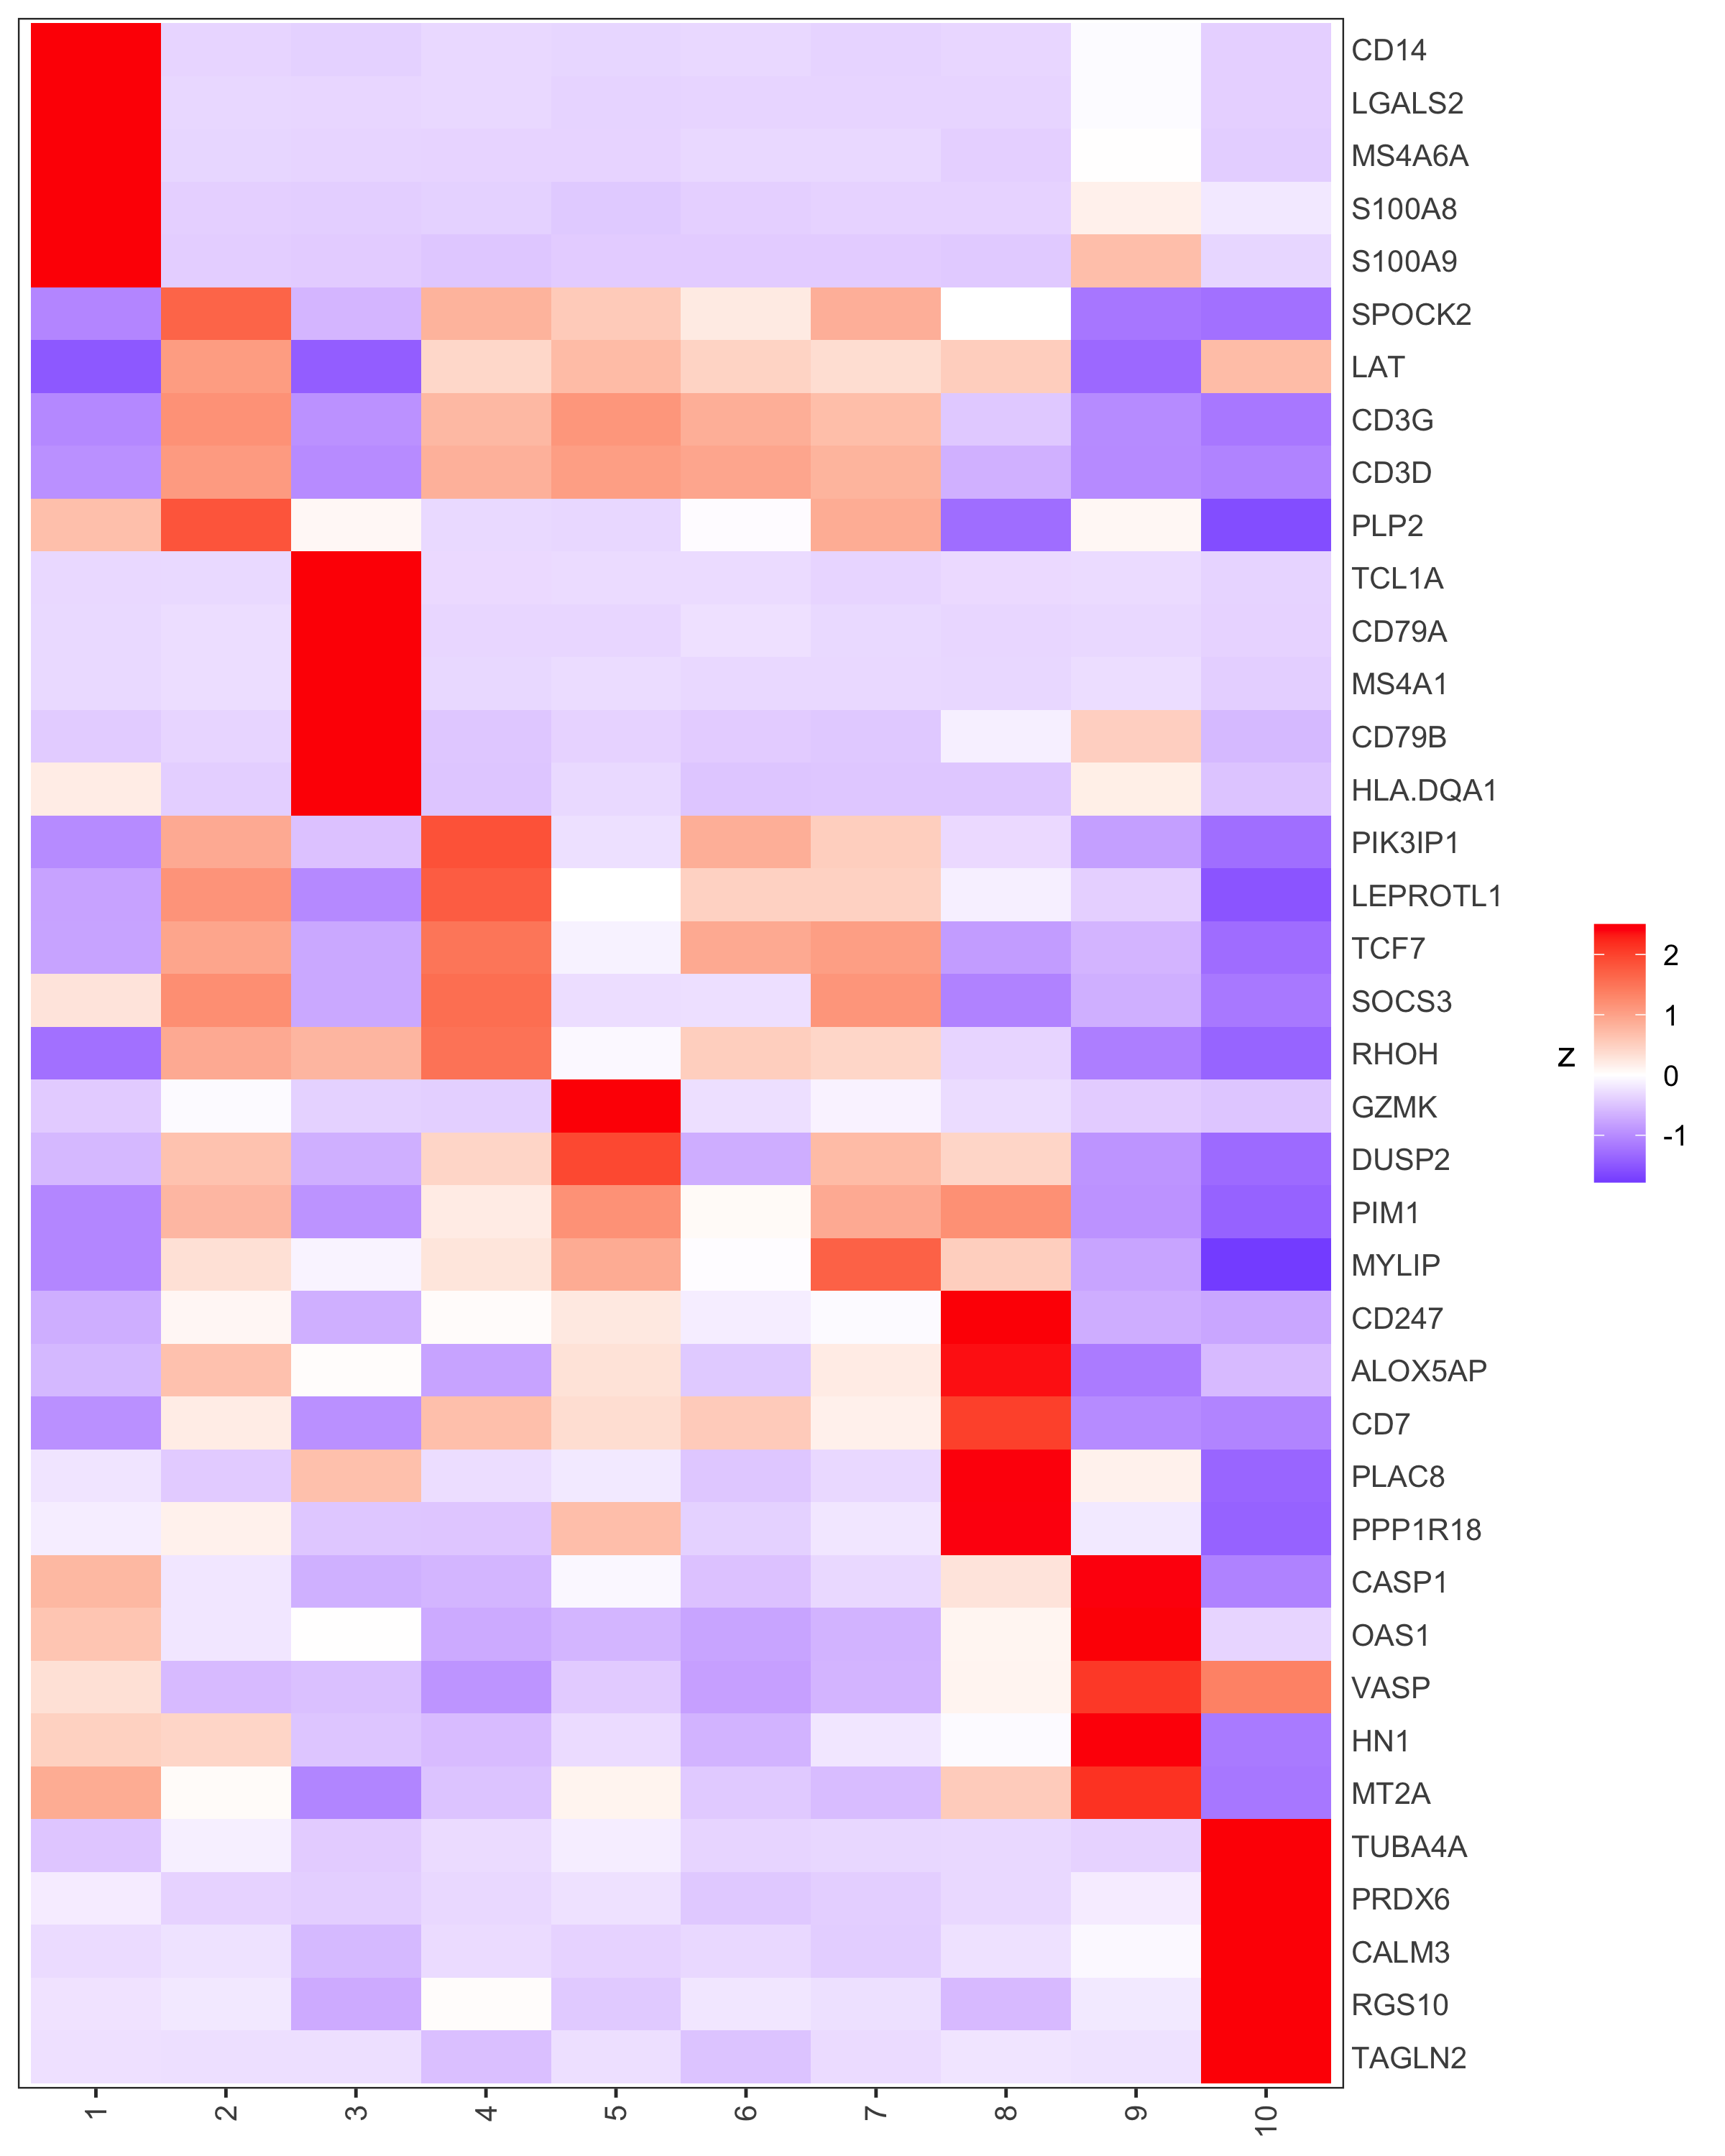 CD14
LGALS2
MS4A6A
S100A8
S100A9
SPOCK2
LAT
CD3G
CD3D
PLP2
TCL1A
CD79A
MS4A1
CD79B
HLA.DQA1
PIK3IP1
LEPROTL1
TCF7
SOCS3
RHOH
GZMK
DUSP2
PIM1
MYLIP
CD247
ALOX5AP
CD7
PLAC8
PPP1R18
CASP1
OAS1
VASP
HN1
MT2A
TUBA4A
PRDX6
CALM3
RGS10
TAGLN2
1 2 3 4 5 6 7 8 9 10
z
2
1
0
-1